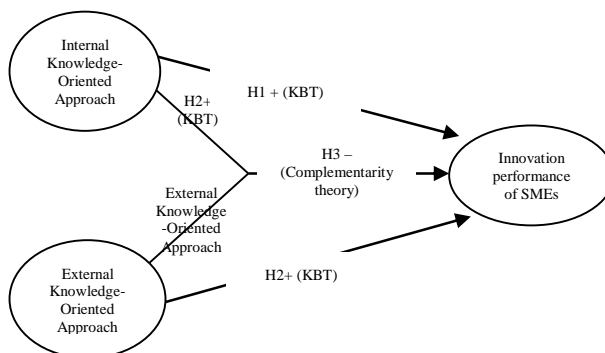 Internal
Knowledge-
Oriented
Approach
H1 + (KBT)
H2+
(KBT)
H3 –
(Complementarity
theory)
Innovation
performance
of SMEs
External
Knowledge
-Oriented
Approach
External
Knowledge-
Oriented
Approach
H2+ (KBT)